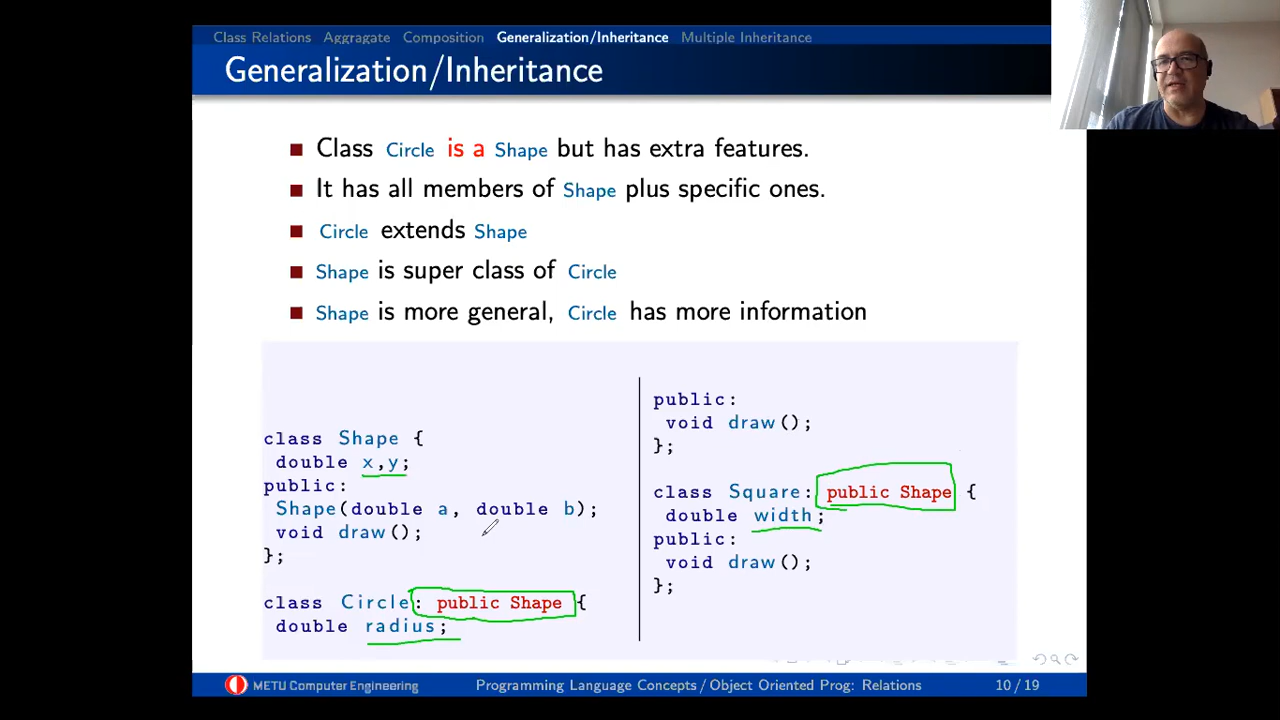 Class Relations Aggregate Composition Generalization/Inheritance Multiple Inheritance
Generalization/Inheritance
Class Circle is a Shape but has extra features.
It has all members of Shape plus specific ones.
Circle extends Shape
Shape is super class of Circle
Shape is more general, Circle has more information
class Shape {
double x,y;
public:
Shape(double a, double b);
void draw();
};
class Circle: public Shape {
double radius;
public:
void draw();
};
class Square: public Shape {
double width;
public:
void draw();
};
METU Computer Engineering
Programming Language Concepts/Object Oriented Prog: Relations
10/19